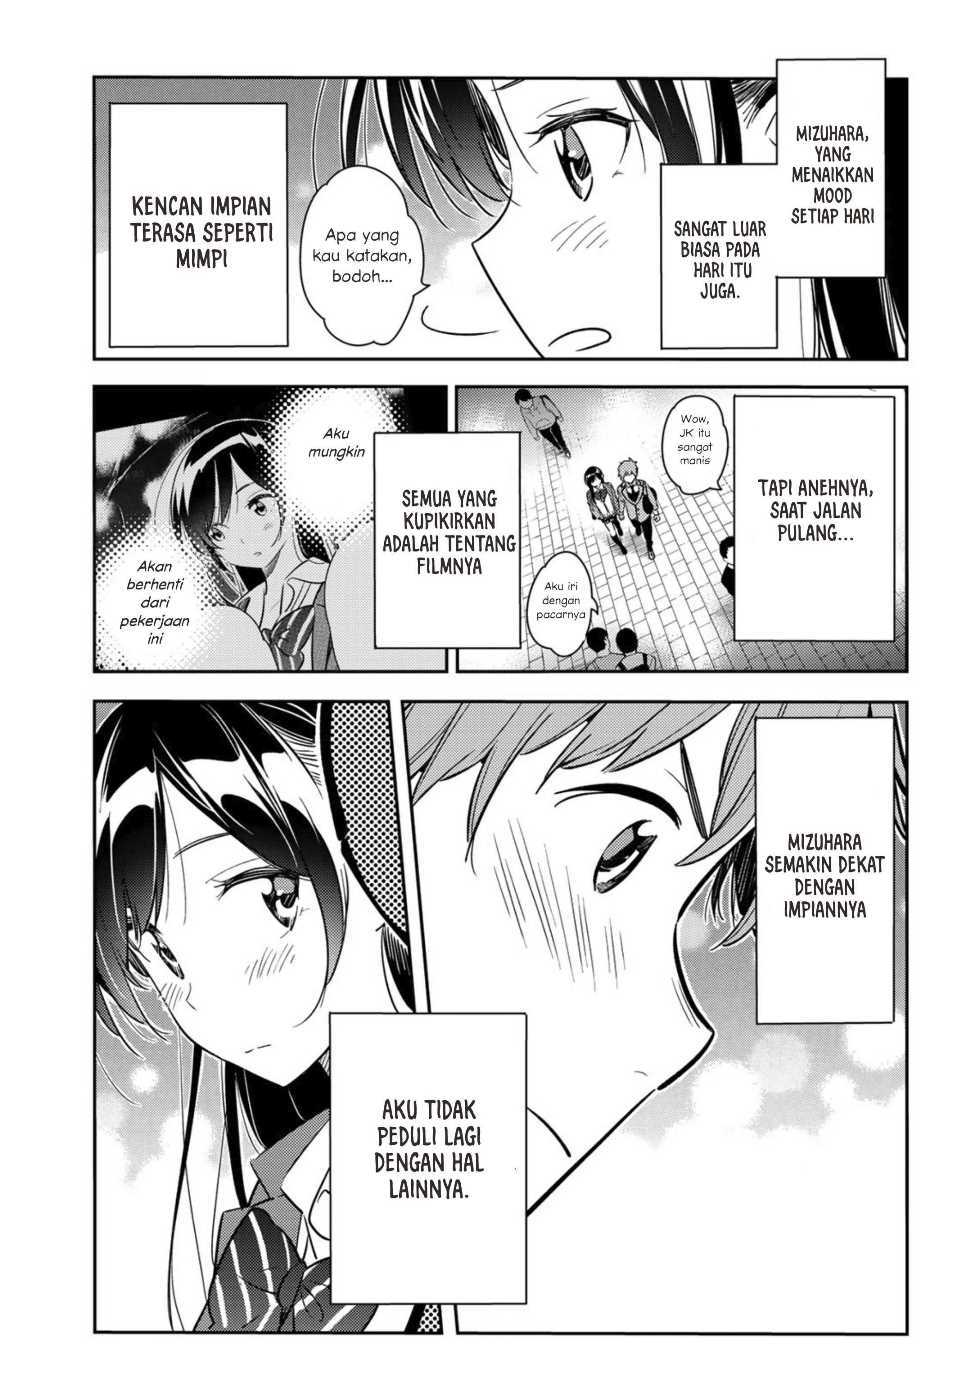 MIZUHARA,
YANG
MENAIKKAN
MOOD
SETIAP HARI
SANGAT LUAR
BIASA PADA
HARI ITU
JUGA.
Apa yang
kau katakan,
bodoh...
KENCAN IMPIAN
TERASA SEPERTI
MIMPI
TAPI ANEHNYA,
SAAT JALAN
PULANG...
Wow,
JK itu
sangat
manis
Aku iri
dengan
pacarnya
SEMUA YANG
KUPIKIRKAN
ADALAH TENTANG
FILMNYA
Aku
mungkin
Akan
berhenti
dari
pekerjaan
ini
MIZUHARA
SEMAKIN DEKAT
DENGAN
IMPIANNYA
AKU TIDAK
PEDULI LAGI
DENGAN HAL
LAINNYA.